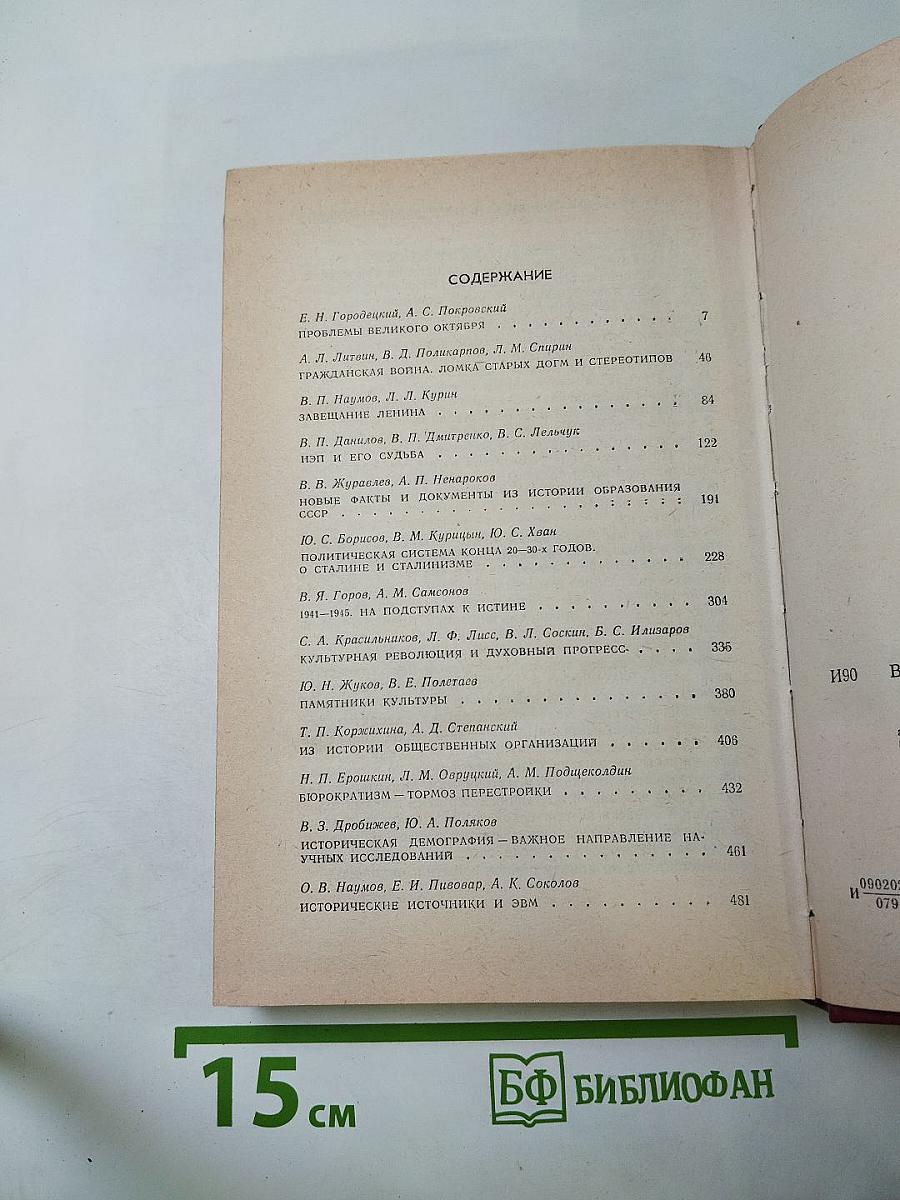 СОДЕРЖАНИЕ
Е. Н. Городецкий, А. С. Покровский
ПРОБЛЕМЫ ВЕЛИКОГО ОКТЯБРЯ . . . . . . . . . . . . 7
А. Л. Литвин, В. Д. Поликарпов, Л. М. Спирин
ГРАЖДАНСКАЯ ВОЙНА. ЛОМКА СТАРЫХ ДОГМ И СТЕРЕОТИПОВ 46
В. П. Наумов, Л. Л. Курин
ЗАВЕЩАНИЕ ЛЕНИНА . . . . . . . . . . . . . . . . 84
В. П. Данилов, В. П. Дмитренко, В. С. Лельчук
НЭП И ЕГО СУДЬБА . . . . . . . . . . . . . . . . 122
В. В. Журавлев, А. П. Ненароков
НОВЫЕ ФАКТЫ И ДОКУМЕНТЫ ИЗ ИСТОРИИ ОБРАЗОВАНИЯ
СССР . . . . . . . . . . . . . . . . . . . . . . 191
Ю. С. Борисов, В. М. Курицын, Ю. С. Хван
ПОЛИТИЧЕСКАЯ СИСТЕМА КОНЦА 20—30-х ГОДОВ.
О СТАЛИНЕ И СТАЛИНИЗМЕ . . . . . . . . . . . . . 228
В. Я. Горов, А. М. Самсонов
1941—1945. НА ПОДСТУПАХ К ИСТИНЕ . . . . . . . . . . 304
С. А. Красильников, Л. Ф. Лисс, В. Л. Соскин, Б. С. Илизаров
КУЛЬТУРНАЯ РЕВОЛЮЦИЯ И ДУХОВНЫЙ ПРОГРЕСС . . . . . 335
Ю. Н. Жуков, В. Е. Полетаев
ПАМЯТНИКИ КУЛЬТУРЫ . . . . . . . . . . . . . . . 380
Т. П. Коржихина, А. Д. Степанский
ИЗ ИСТОРИИ ОБЩЕСТВЕННЫХ ОРГАНИЗАЦИЙ . . . . . . 406
Н. П. Ерошкин, Л. М. Овруцкий, А. М. Подщеколдин
БЮРОКРАТИЗМ — ТОРМОЗ ПЕРЕСТРОЙКИ . . . . . . . . . 432
В. З. Дробижев, Ю. А. Поляков
ИСТОРИЧЕСКАЯ ДЕМОГРАФИЯ — ВАЖНОЕ НАПРАВЛЕНИЕ НА-
УЧНЫХ ИССЛЕДОВАНИЙ . . . . . . . . . . . . . . . 461
О. В. Наумов, Е. И. Пивовар, А. К. Соколов
ИСТОРИЧЕСКИЕ ИСТОЧНИКИ И ЭВМ . . . . . . . . . . 481
И90 В
И 090202
079
15 см
БФ БИБЛИОФАН